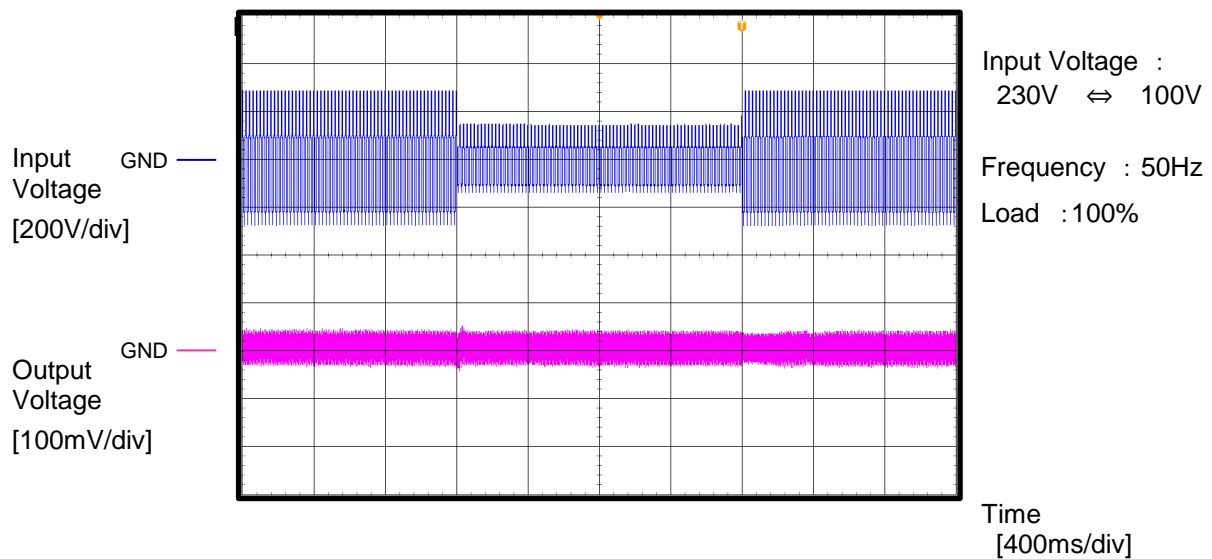 T
Input Voltage :
230V ⇔ 100V
Input
Voltage
[200V/div]
GND
Frequency : 50Hz
Load :100%
GND
Output
Voltage
[100mV/div]
Time
[400ms/div]